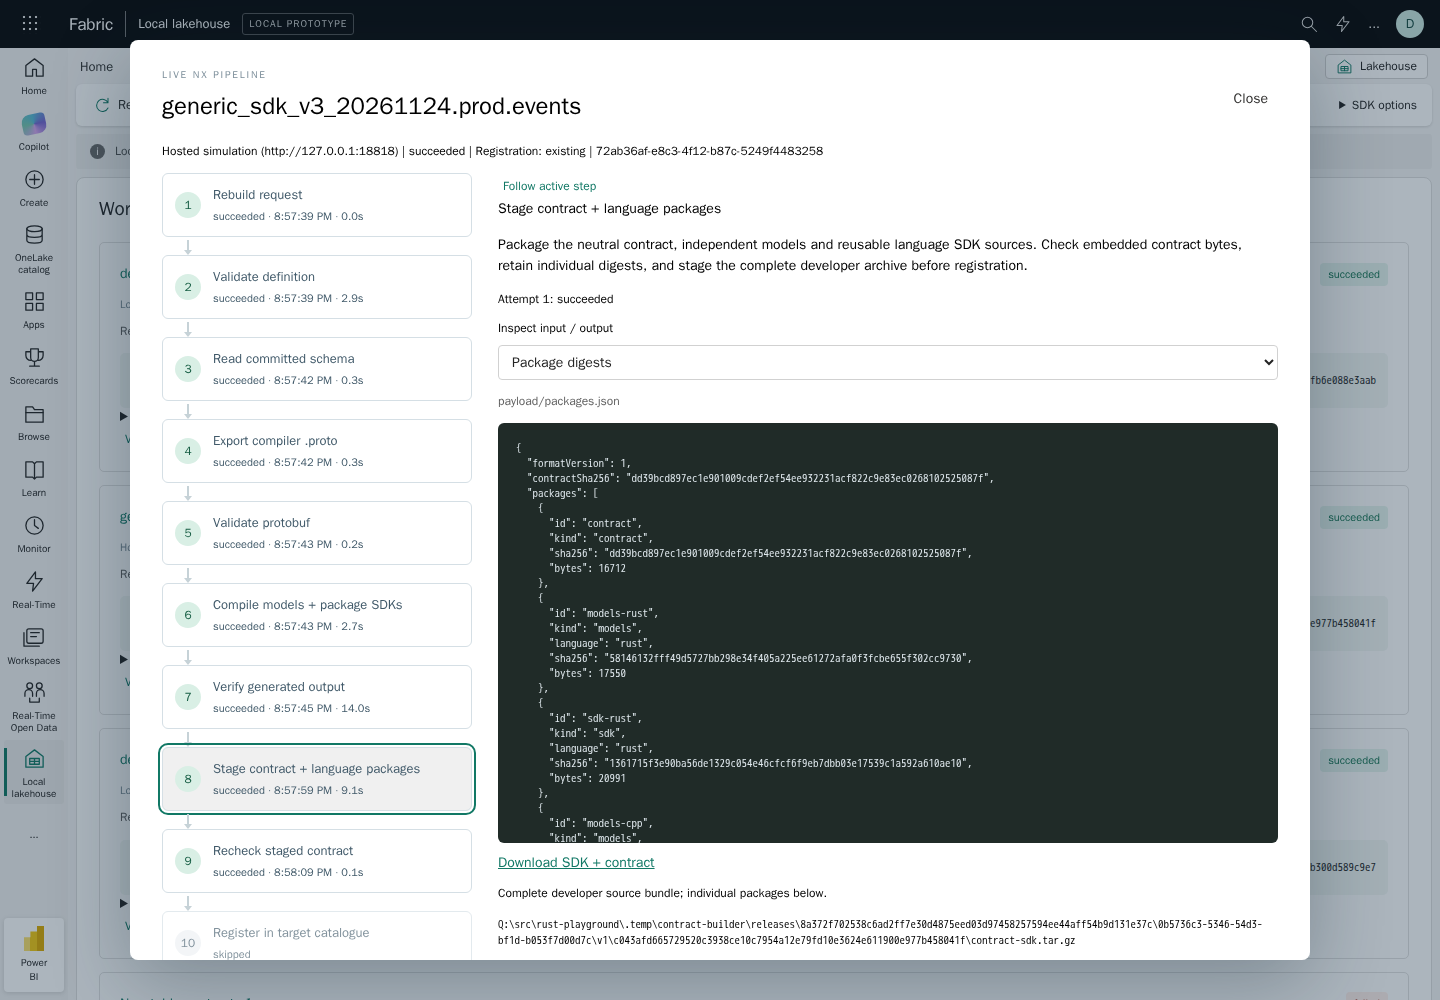 Fabric
Local lakehouse
LOCAL PROTOTYPE
...
D
Home
Lakehouse
SDK options
Home
Copilot
Create
OneLake
catalog
Apps
Scorecards
Browse
Learn
Monitor
Real-Time
Workspaces
Real-Time
Open Data
Local
lakehouse
...
Power
BI
LIVE NX PIPELINE
generic_sdk_v3_20261124.prod.events
Close
Hosted simulation (http://127.0.0.1:18818) | succeeded | Registration: existing | 72ab36af-e8c3-4f12-b87c-5249f4483258
1
Rebuild request
succeeded · 8:57:39 PM · 0.0s
2
Validate definition
succeeded · 8:57:39 PM · 2.9s
3
Read committed schema
succeeded · 8:57:42 PM · 0.3s
4
Export compiler .proto
succeeded · 8:57:42 PM · 0.3s
5
Validate protobuf
succeeded · 8:57:43 PM · 0.2s
6
Compile models + package SDKs
succeeded · 8:57:43 PM · 2.7s
7
Verify generated output
succeeded · 8:57:45 PM · 14.0s
8
Stage contract + language packages
succeeded · 8:57:59 PM · 9.1s
9
Recheck staged contract
succeeded · 8:58:09 PM · 0.1s
10
Register in target catalogue
skipped
Follow active step
Stage contract + language packages
Package the neutral contract, independent models and reusable language SDK sources. Check embedded contract bytes,
retain individual digests, and stage the complete developer archive before registration.
Attempt 1: succeeded
Inspect input / output
Package digests
payload/packages.json
{
"formatVersion": 1,
"contractSha256": "dd39bcd897ec1e901009cdef2ef54ee932231acf822c9e83ec0268102525087f",
"packages": [
{
"id": "contract",
"kind": "contract",
"sha256": "dd39bcd897ec1e901009cdef2ef54ee932231acf822c9e83ec0268102525087f",
"bytes": 16712
},
{
"id": "models-rust",
"kind": "models",
"language": "rust",
"sha256": "58146132fff49d5727bb298e34f405a225ee61272afa0f3fcbe655f302cc9730",
"bytes": 17550
},
{
"id": "sdk-rust",
"kind": "sdk",
"language": "rust",
"sha256": "1361715f3e90ba56de1329c054e46cfcf6f9eb7dbb03e17539c1a592a610ae10",
"bytes": 20991
},
{
"id": "models-cpp",
"kind": "models",
Download SDK + contract
Complete developer source bundle; individual packages below.
Q:\src\rust-playground\.temp\contract-builder\releases\8a372f702538c6ad2ff7e30d4875eed03d97458257594ee44aff54b9d131e37c\0b5736c3-5346-54d3-
bf1d-b053f7d00d7c\v1\c043afd665729520c3938ce10c7954a12e79fd10e3624e611900e977b458041f\contract-sdk.tar.gz
succeeded
fb6e088e3aab
succeeded
e977b458041f
succeeded
b300d589c9e7